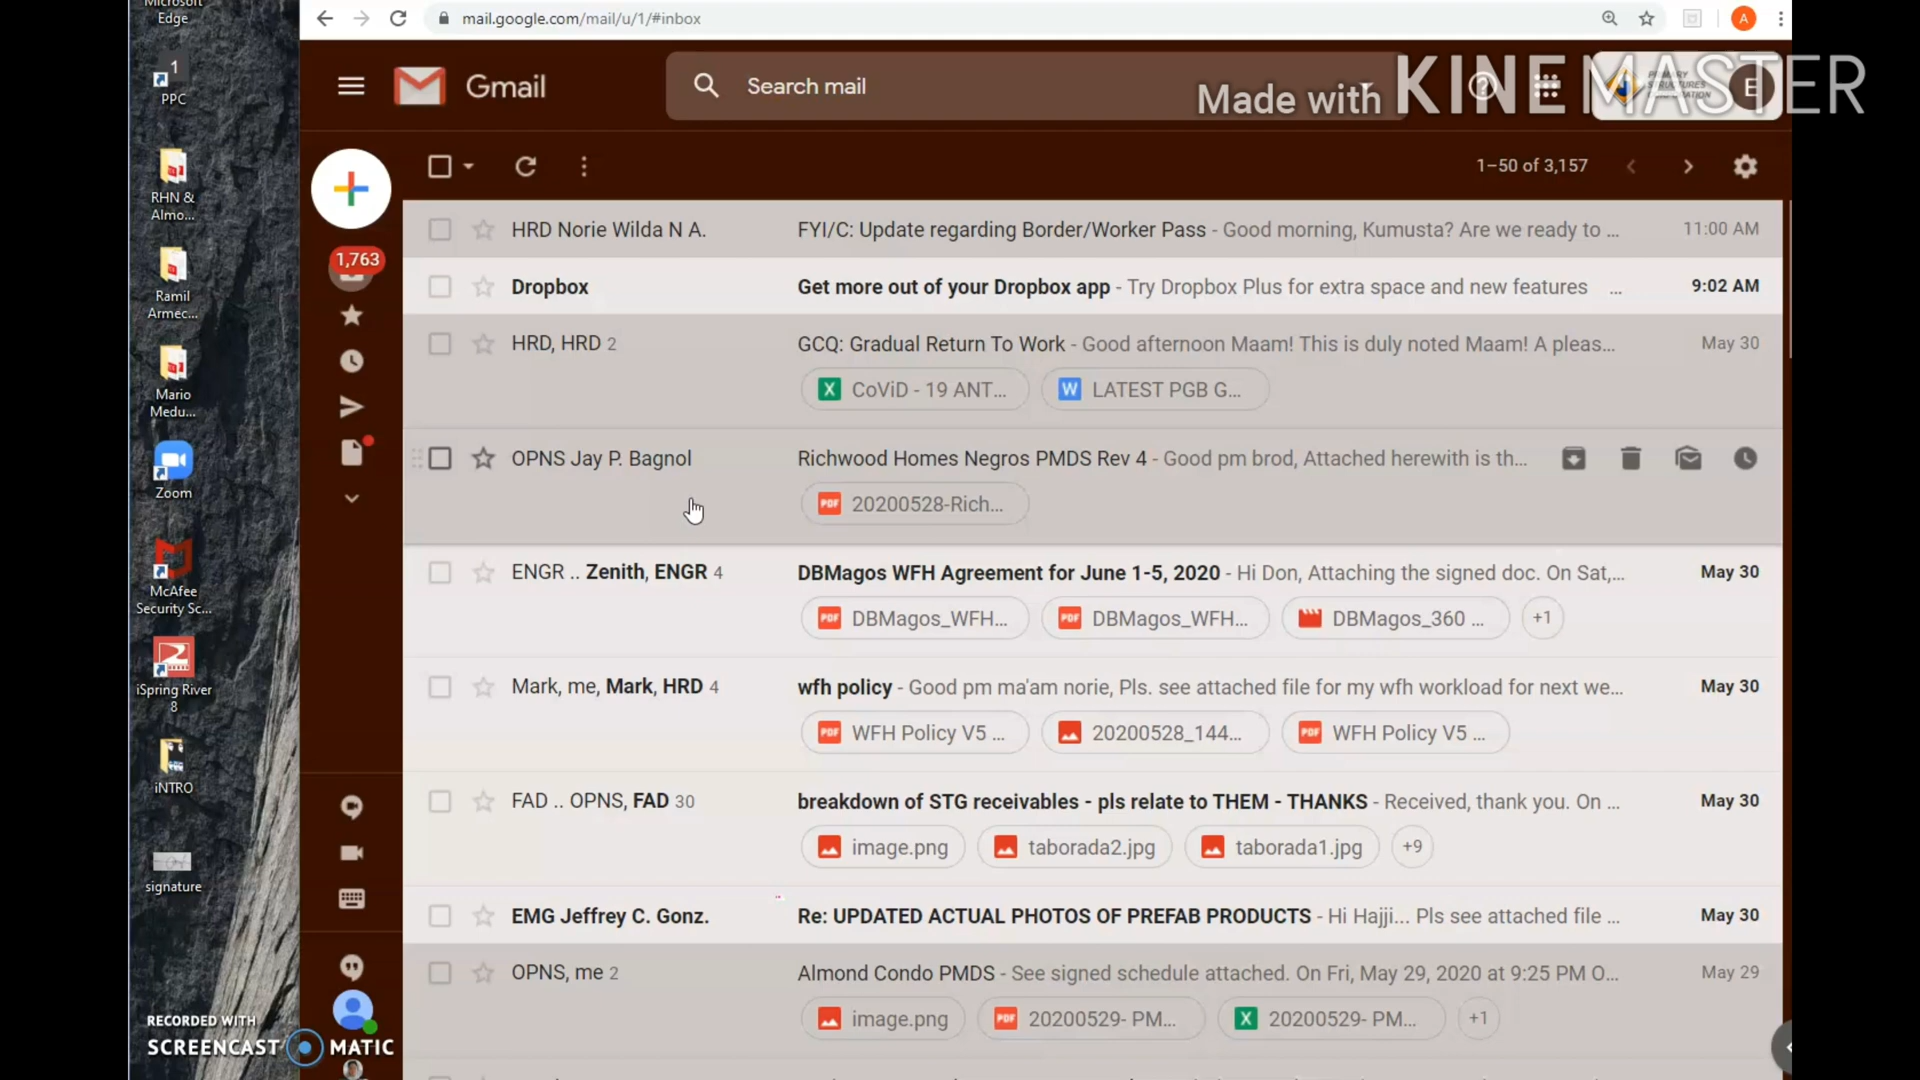 Microsoft
Edge
1
PPC
RHN &
Almo...
Ramil
Armec...
Mario
Medu...
Zoom
McAfee
Security Sc...
iSpring River
8
iNTRO
signature
RECORDED WITH
SCREENCAST MATIC
mail.google.com/mail/u/1/#inbox
A
Gmail
Search mail
Made with KINEMASTER
PRIMARY
STRUCTURES
E
1–50 of 3,157
1,763
HRD Norie Wilda N A. FYI/C: Update regarding Border/Worker Pass - Good morning, Kumusta? Are we ready to ... 11:00 AM
Dropbox Get more out of your Dropbox app - Try Dropbox Plus for extra space and new features ... 9:02 AM
HRD, HRD 2 GCQ: Gradual Return To Work - Good afternoon Maam! This is duly noted Maam! A pleas... May 30
X CoViD - 19 ANT... W LATEST PGB G...
OPNS Jay P. Bagnol Richwood Homes Negros PMDS Rev 4 - Good pm brod, Attached herewith is th...
PDF 20200528-Rich...
ENGR .. Zenith, ENGR 4 DBMagos WFH Agreement for June 1-5, 2020 - Hi Don, Attaching the signed doc. On Sat,... May 30
PDF DBMagos_WFH... PDF DBMagos_WFH... DBMagos_360 ... +1
Mark, me, Mark, HRD 4 wfh policy - Good pm ma'am norie, Pls. see attached file for my wfh workload for next we... May 30
PDF WFH Policy V5 ... 20200528_144... PDF WFH Policy V5 ...
FAD .. OPNS, FAD 30 breakdown of STG receivables - pls relate to THEM - THANKS - Received, thank you. On ... May 30
image.png taborada2.jpg taborada1.jpg +9
EMG Jeffrey C. Gonz. Re: UPDATED ACTUAL PHOTOS OF PREFAB PRODUCTS - Hi Hajji... Pls see attached file ... May 30
OPNS, me 2 Almond Condo PMDS - See signed schedule attached. On Fri, May 29, 2020 at 9:25 PM O... May 29
image.png PDF 20200529- PM... X 20200529- PM... +1